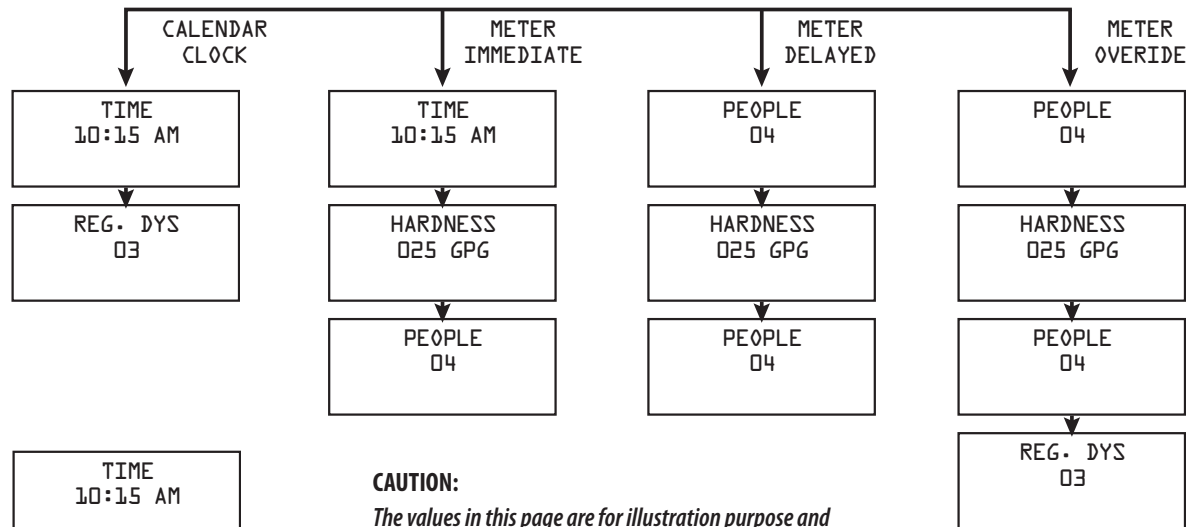 CALENDAR
CLOCK
METER
IMMEDIATE
METER
DELAYED
METER
OVERIDE
TIME
10:15 AM
TIME
10:15 AM
PEOPLE
04
PEOPLE
04
REG. DYS
03
HARDNESS
025 GPG
HARDNESS
025 GPG
HARDNESS
025 GPG
PEOPLE
04
PEOPLE
04
PEOPLE
04
REG. DYS
03
TIME
10:15 AM
CAUTION:
The values in this page are for illustration purpose and